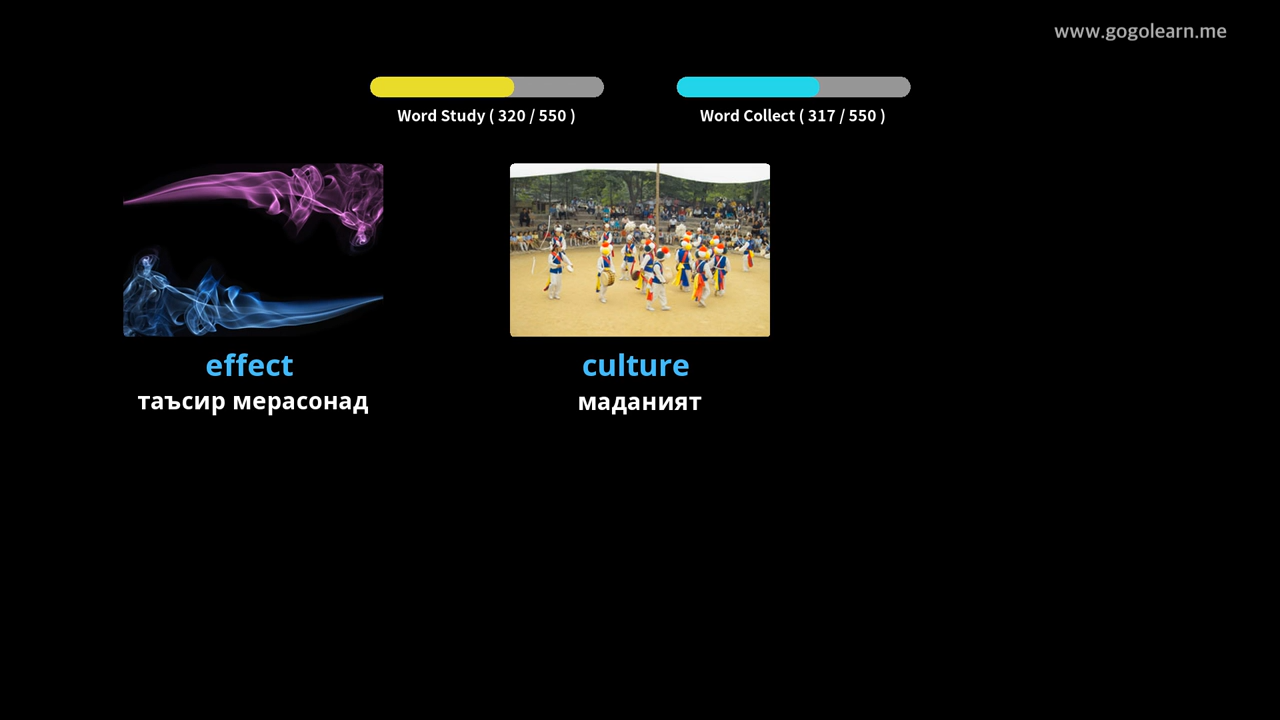 www.gogolearn.me
Word Study ( 320 / 550 )
Word Collect ( 317 / 550 )
effect
таъсир мерасонад
culture
маданият